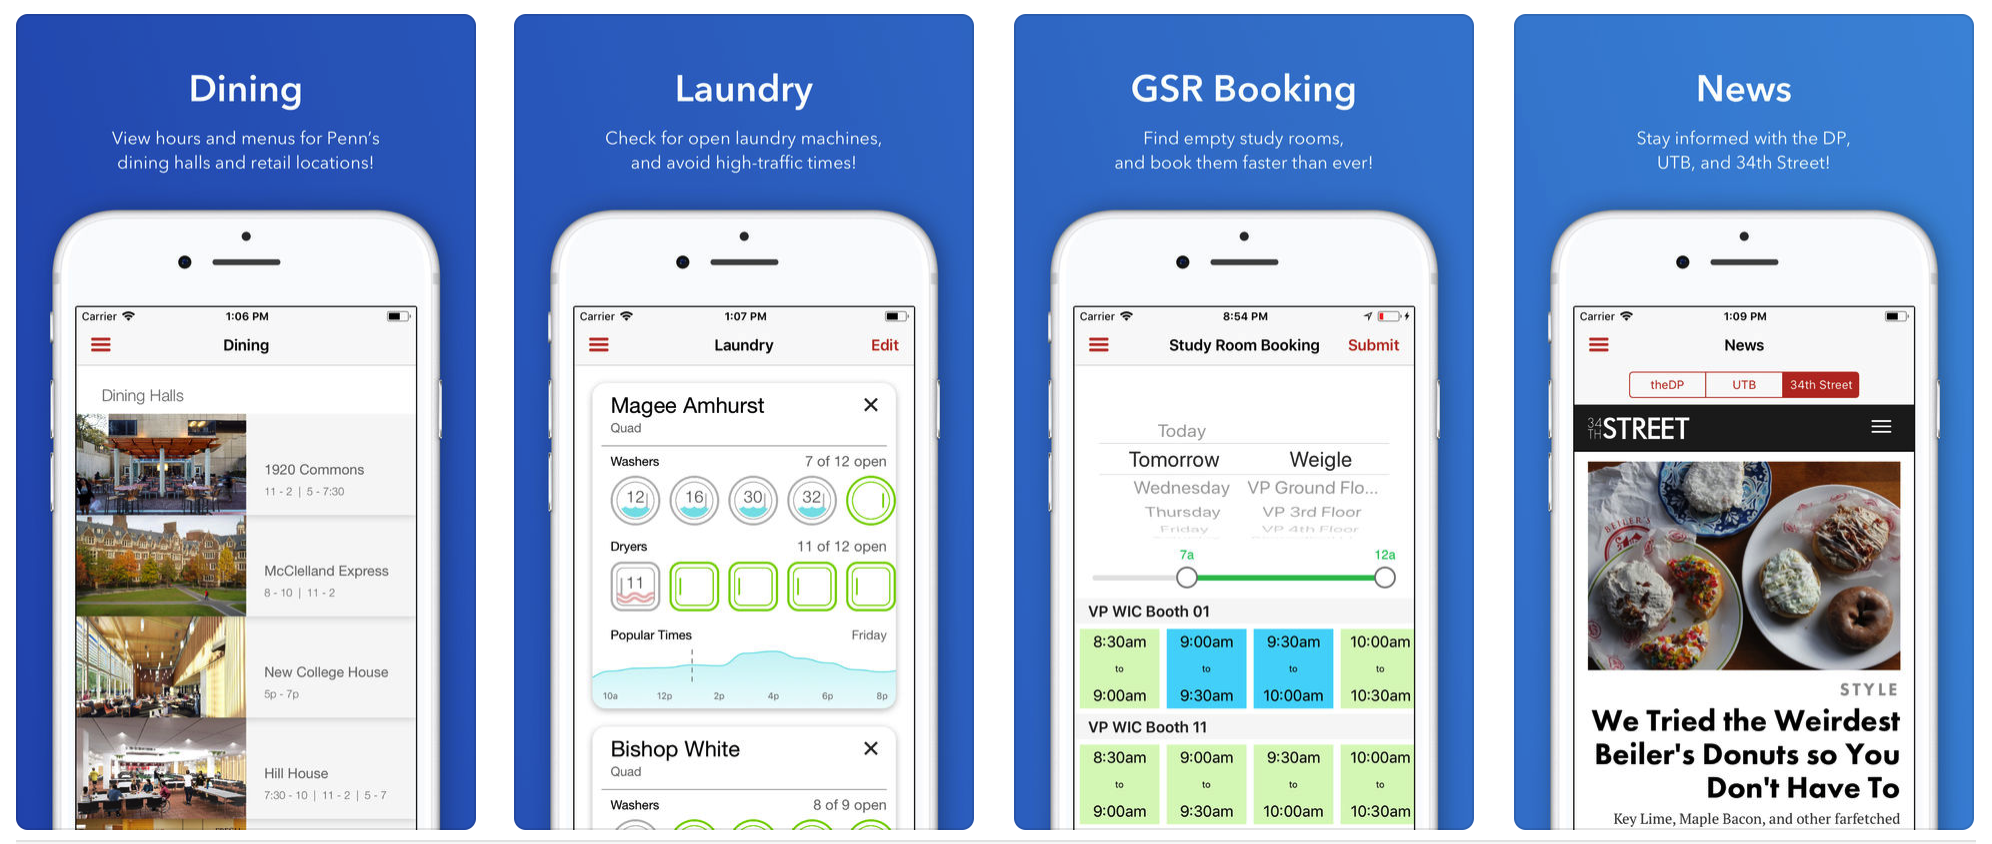 Dining
View hours and menus for Penn's
dining halls and retail locations!
Carrier
1:06 PM
Dining
Dining Halls
1920 Commons
11 - 2 | 5 - 7:30
McClelland Express
8 - 10 | 11 - 2
New College House
5p - 7p
Hill House
7:30 - 10 | 11 - 2 | 5 - 7
Laundry
Check for open laundry machines,
and avoid high-traffic times!
Carrier
1:07 PM
Laundry
Edit
Magee Amhurst
Quad
Washers
7 of 12 open
12 16 30 32
Dryers
11 of 12 open
11
Popular Times
Friday
10a 12p 2p 4p 6p 8p
Bishop White
Quad
Washers
8 of 9 open
GSR Booking
Find empty study rooms,
and book them faster than ever!
Carrier
8:54 PM
Study Room Booking
Submit
Today
Tomorrow Weigle
Wednesday VP Ground Flo...
Thursday VP 3rd Floor
Friday VP 4th Floor
7a 12a
VP WIC Booth 01
8:30am 9:00am 9:30am 10:00am
to to to to
9:00am 9:30am 10:00am 10:30am
VP WIC Booth 11
8:30am 9:00am 9:30am 10:00am
to to to to
9:00am 9:30am 10:00am 10:30am
News
Stay informed with the DP,
UTB, and 34th Street!
Carrier
1:09 PM
News
theDP UTB 34th Street
34TH STREET
BEILER'S
STYLE
We Tried the Weirdest
Beiler's Donuts so You
Don't Have To
Key Lime, Maple Bacon, and other farfetched